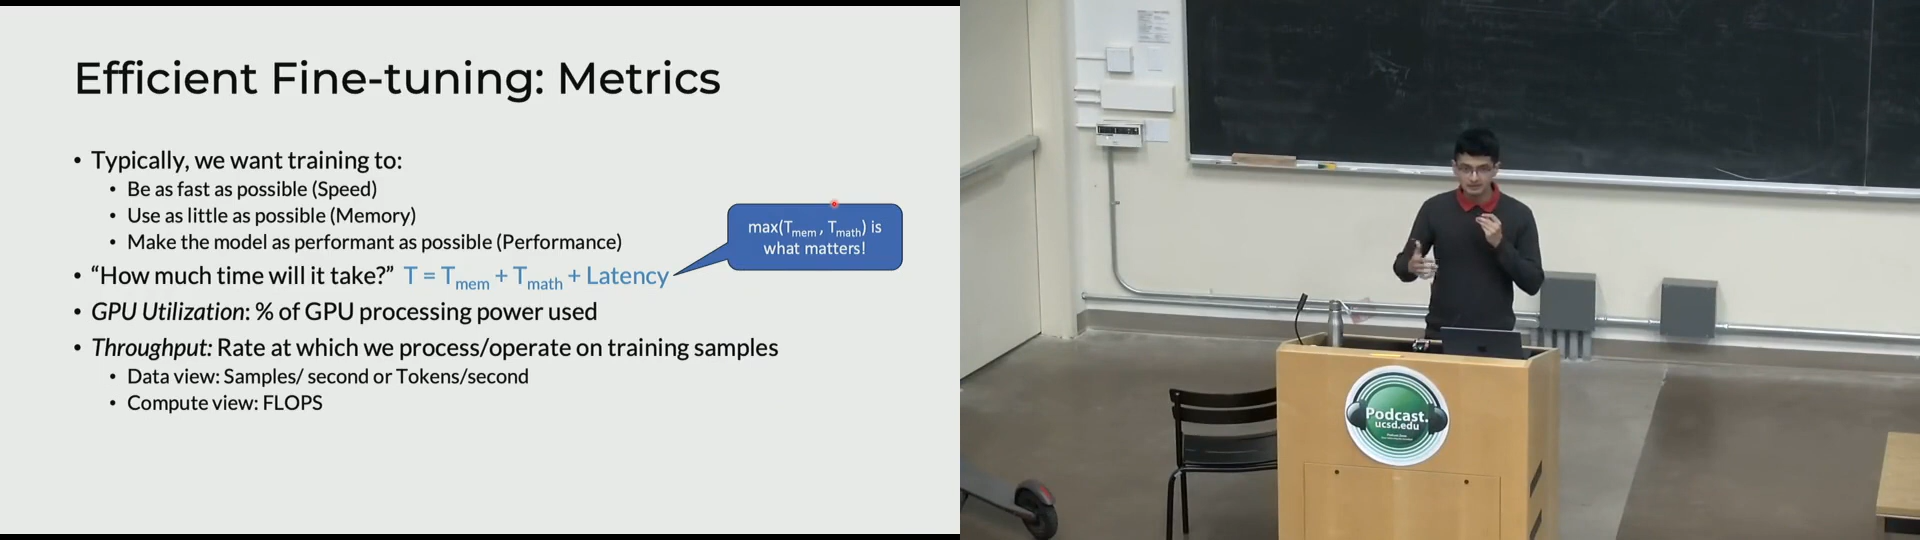 Efficient Fine-tuning: Metrics
• Typically, we want training to:
• Be as fast as possible (Speed)
• Use as little as possible (Memory)
• Make the model as performant as possible (Performance)
max(Tmem , Tmath) is
what matters!
• “How much time will it take?” T = Tmem + Tmath + Latency
• GPU Utilization: % of GPU processing power used
• Throughput: Rate at which we process/operate on training samples
• Data view: Samples/ second or Tokens/second
• Compute view: FLOPS
Podcast.
ucsd.edu